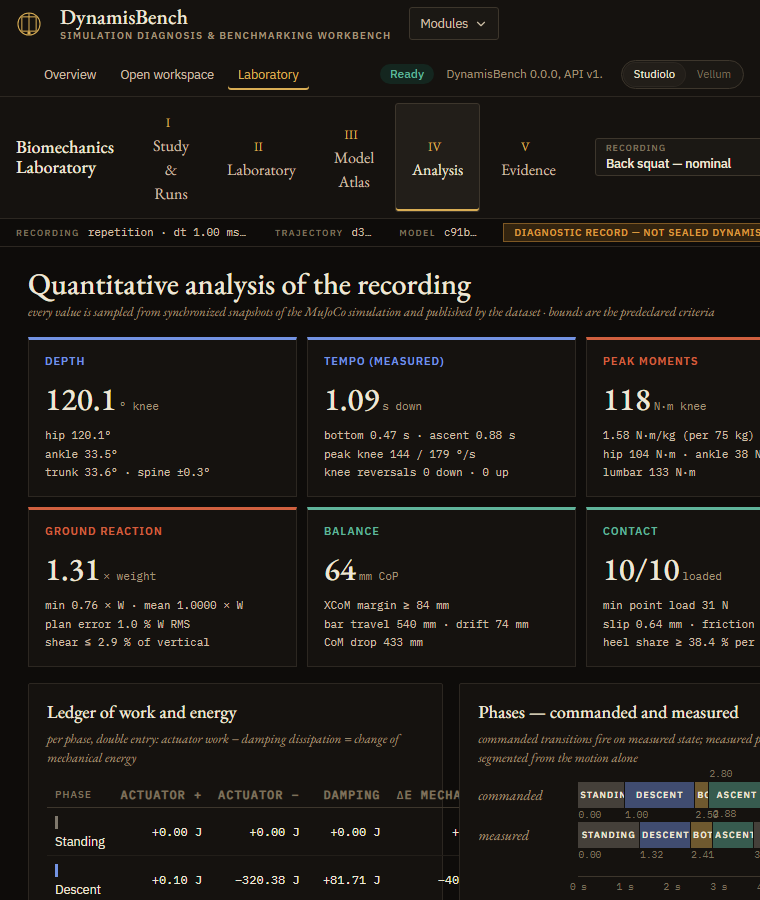 DynamisBench
SIMULATION DIAGNOSIS & BENCHMARKING WORKBENCH
Modules
Overview
Open workspace
Laboratory
Ready
DynamisBench 0.0.0, API v1.
Studiolo
Vellum
Biomechanics
Laboratory
I
Study
&
Runs
II
Laboratory
III
Model
Atlas
IV
Analysis
V
Evidence
RECORDING
Back squat — nominal
RECORDING repetition · dt 1.00 ms…
TRAJECTORY d3…
MODEL c91b…
DIAGNOSTIC RECORD — NOT SEALED DYNAMIS
Quantitative analysis of the recording
every value is sampled from synchronized snapshots of the MuJoCo simulation and published by the dataset · bounds are the predeclared criteria
DEPTH
120.1 ° knee
hip 120.1°
ankle 33.5°
trunk 33.6° · spine ±0.3°
TEMPO (MEASURED)
1.09 s down
bottom 0.47 s · ascent 0.88 s
peak knee 144 / 179 °/s
knee reversals 0 down · 0 up
PEAK MOMENTS
118 N·m knee
1.58 N·m/kg (per 75 kg)
hip 104 N·m · ankle 38 N
lumbar 133 N·m
GROUND REACTION
1.31 × weight
min 0.76 × W · mean 1.0000 × W
plan error 1.0 % W RMS
shear ≤ 2.9 % of vertical
BALANCE
64 mm CoP
XCoM margin ≥ 84 mm
bar travel 540 mm · drift 74 mm
CoM drop 433 mm
CONTACT
10/10 loaded
min point load 31 N
slip 0.64 mm · friction
heel share ≥ 38.4 % per
Ledger of work and energy
per phase, double entry: actuator work − damping dissipation = change of
mechanical energy
PHASE ACTUATOR + ACTUATOR − DAMPING ΔE MECHA
Standing +0.00 J +0.00 J +0.00 J +
Descent +0.10 J −320.38 J +81.71 J −40
Phases — commanded and measured
commanded transitions fire on measured state; measured p
segmented from the motion alone
2.80
commanded STANDIN DESCENT BO ASCENT
0.00 1.00 2.5
measured 2.88
STANDING DESCENT BOT ASCENT
0.00 1.32 2.41 3
0 s 1 s 2 s 3 s